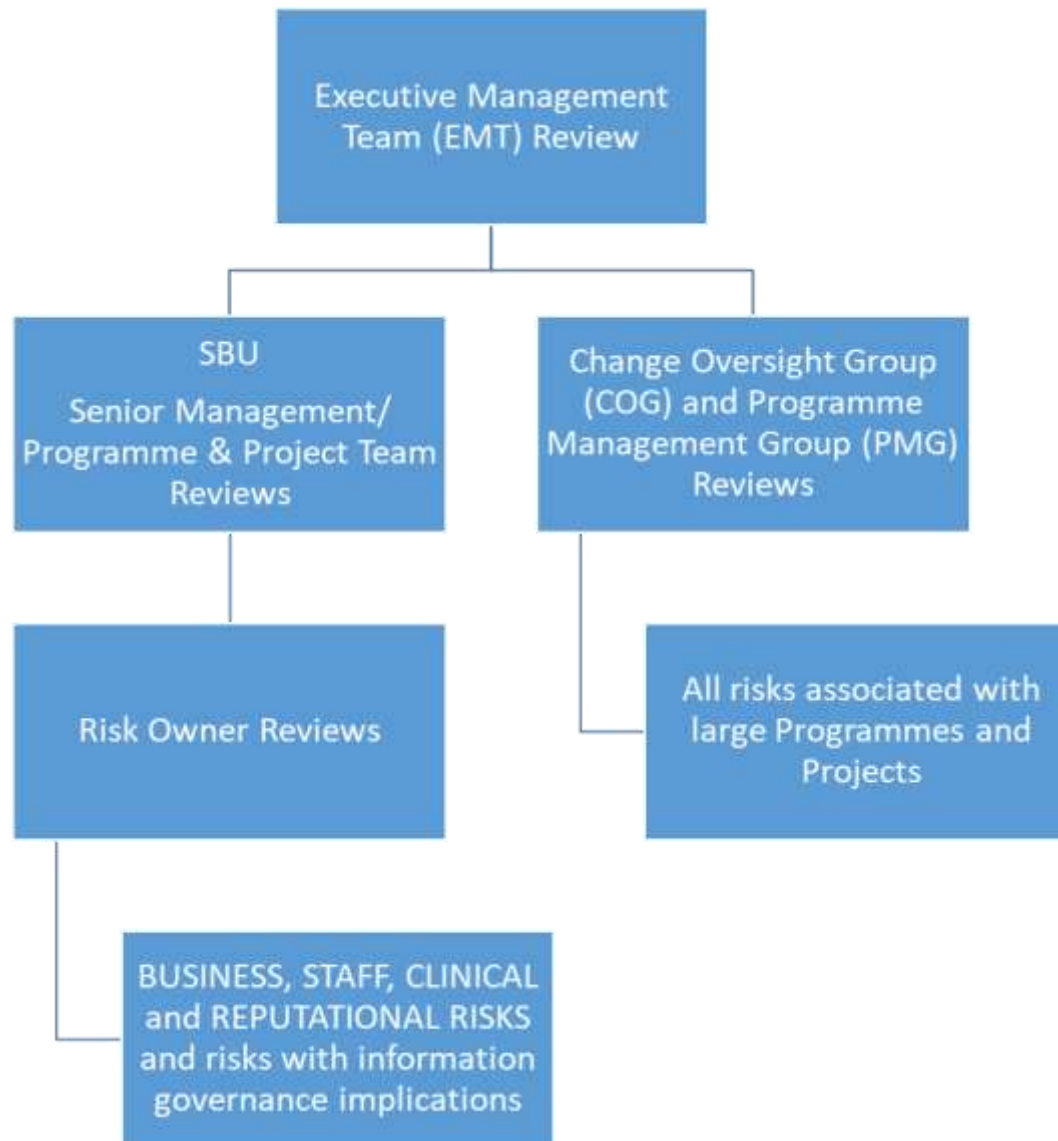 Executive Management
Team (EMT) Review
SBU
Senior Management/
Programme & Project Team
Reviews
Change Oversight Group
(COG) and Programme
Management Group (PMG)
Reviews
Risk Owner Reviews
All risks associated with
large Programmes and
Projects
BUSINESS, STAFF, CLINICAL
and REPUTATIONAL RISKS
and risks with information
governance implications